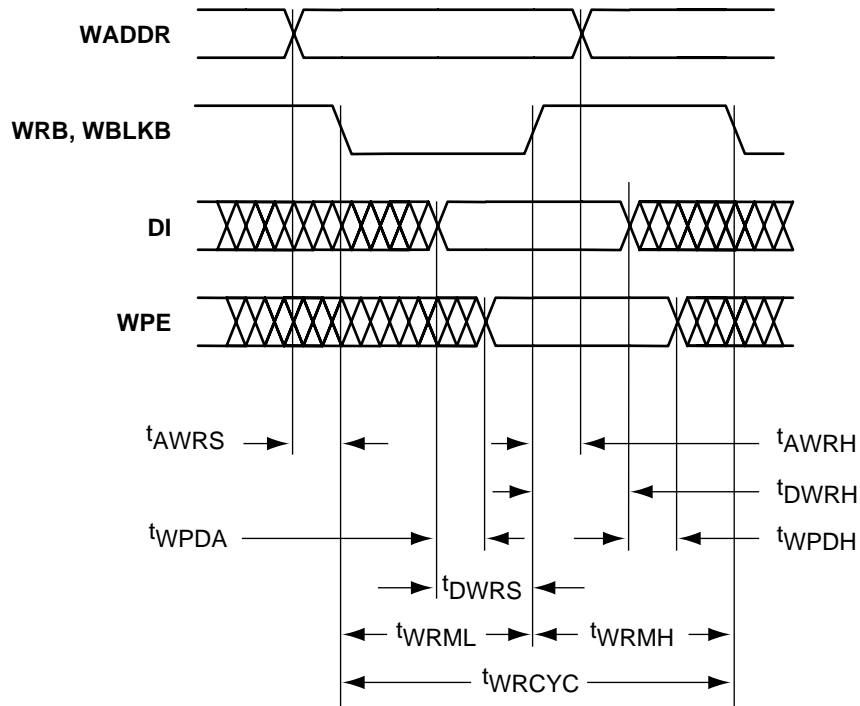 WADDR
WRB, WBLKB
DI
WPE
tAWRS
tAWRH
tDWRH
tWPDA
tWPDH
tDWRS
tWRML
tWRMH
tWRCYC